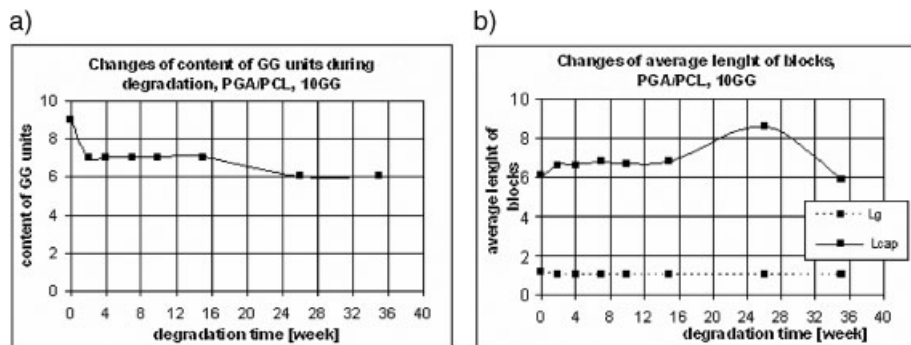 a)
Changes of content of GG units during
degradation, PGA/PCL, 10GG
content of GG units
10
8
6
4
2
0
0 4 8 12 16 20 24 28 32 36 40
degradation time [week]
b)
Changes of average lenght of blocks,
PGA/PCL, 10GG
average lenght of
blocks
10
8
6
4
2
0
Lg
Lcap
0 4 8 12 16 20 24 28 32 36 40
degradation time [week]